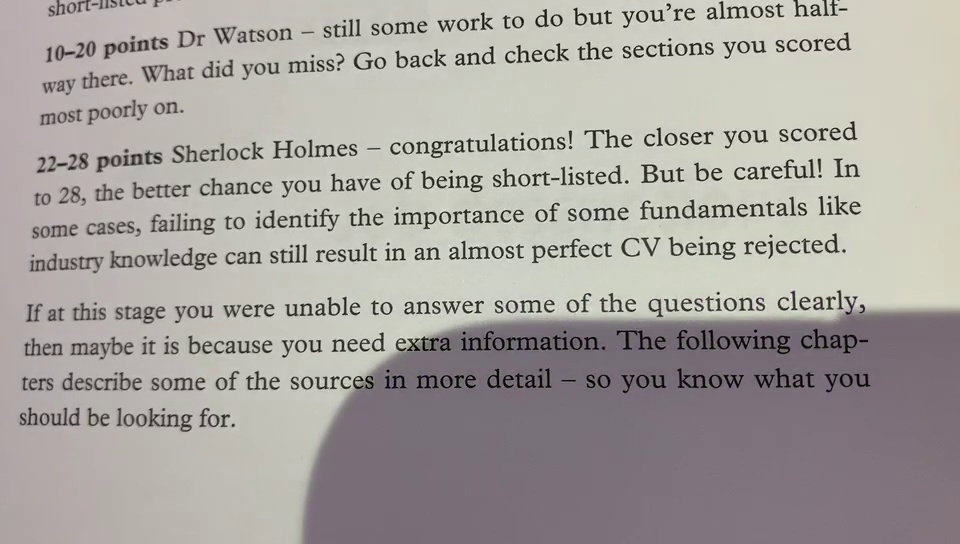 short-listed
10–20 points Dr Watson – still some work to do but you're almost half-
way there. What did you miss? Go back and check the sections you scored
most poorly on.
22–28 points Sherlock Holmes – congratulations! The closer you scored
to 28, the better chance you have of being short-listed. But be careful! In
some cases, failing to identify the importance of some fundamentals like
industry knowledge can still result in an almost perfect CV being rejected.
If at this stage you were unable to answer some of the questions clearly,
then maybe it is because you need extra information. The following chap-
ters describe some of the sources in more detail – so you know what you
should be looking for.